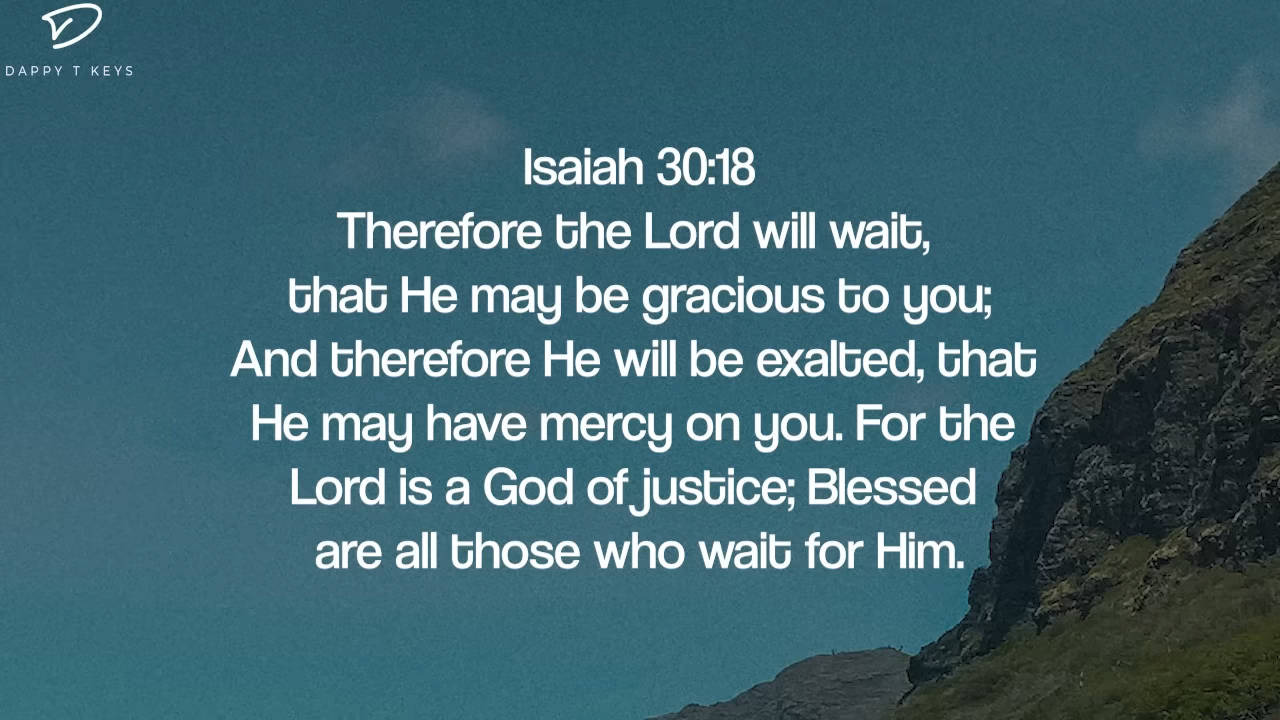 DAPPY T KEYS
Isaiah 30:18
Therefore the Lord will wait,
that He may be gracious to you;
And therefore He will be exalted, that
He may have mercy on you. For the
Lord is a God of justice; Blessed
are all those who wait for Him.